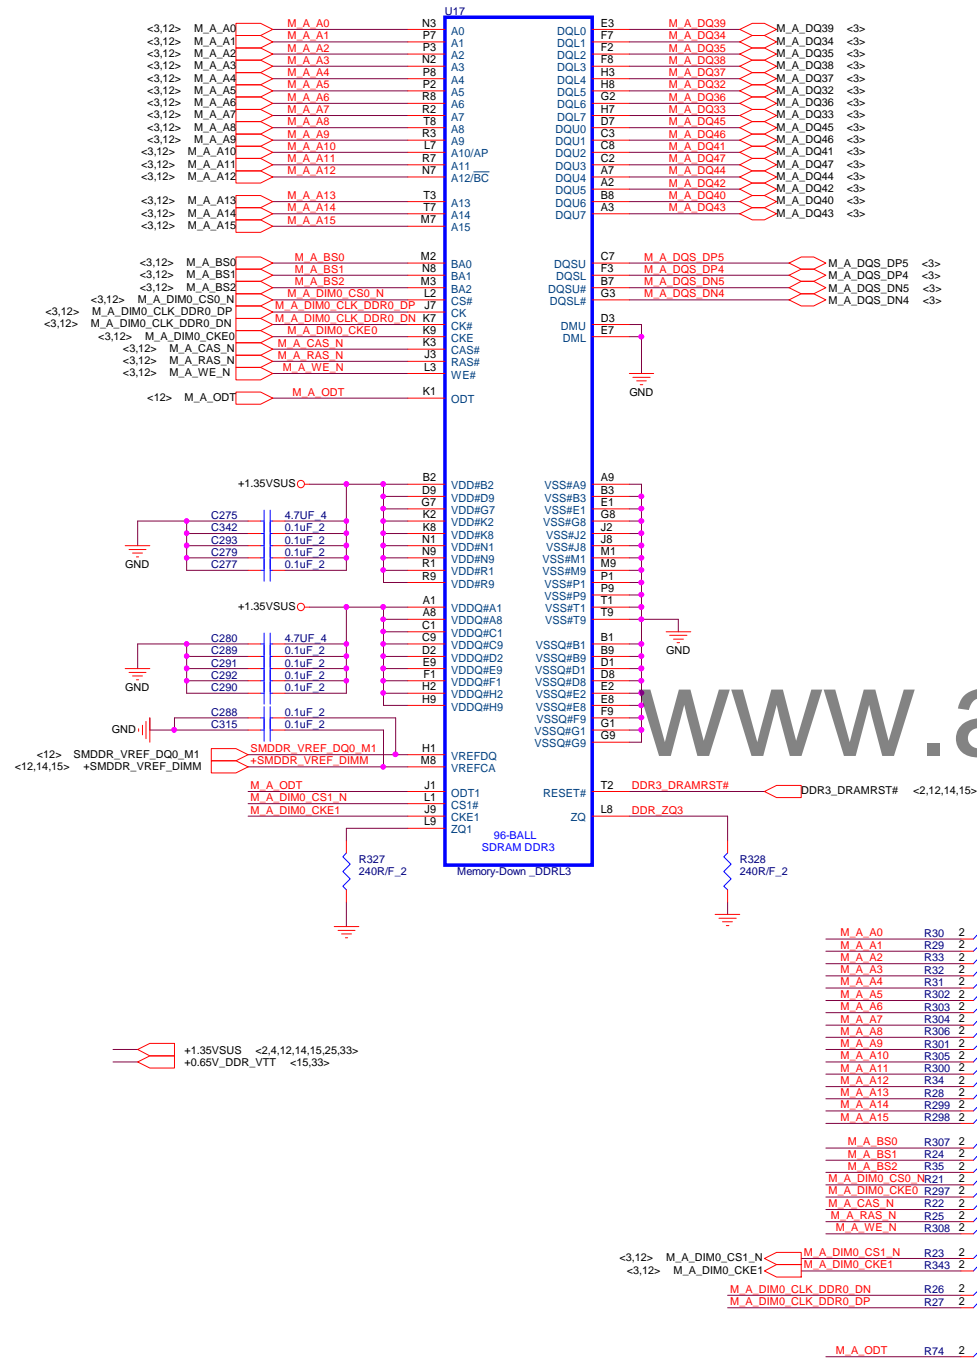 U17
<3,12> M_A_A0 M_A_A0 N3 A0 DQL0 E3 M_A_DQ39 M_A_DQ39 <3>
<3,12> M_A_A1 M_A_A1 P7 A1 DQL1 F7 M_A_DQ34 M_A_DQ34 <3>
<3,12> M_A_A2 M_A_A2 P3 A2 DQL2 F2 M_A_DQ35 M_A_DQ35 <3>
<3,12> M_A_A3 M_A_A3 N2 A3 DQL3 F8 M_A_DQ38 M_A_DQ38 <3>
<3,12> M_A_A4 M_A_A4 P8 A4 DQL4 H3 M_A_DQ37 M_A_DQ37 <3>
<3,12> M_A_A5 M_A_A5 P2 A5 DQL5 H8 M_A_DQ32 M_A_DQ32 <3>
<3,12> M_A_A6 M_A_A6 R8 A6 DQL6 G2 M_A_DQ36 M_A_DQ36 <3>
<3,12> M_A_A7 M_A_A7 R2 A7 DQL7 H7 M_A_DQ33 M_A_DQ33 <3>
<3,12> M_A_A8 M_A_A8 T8 A8 DQU0 D7 M_A_DQ45 M_A_DQ45 <3>
<3,12> M_A_A9 M_A_A9 R3 A9 DQU1 C3 M_A_DQ46 M_A_DQ46 <3>
<3,12> M_A_A10 M_A_A10 L7 A10/AP DQU2 C8 M_A_DQ41 M_A_DQ41 <3>
<3,12> M_A_A11 M_A_A11 R7 A11 DQU3 C2 M_A_DQ47 M_A_DQ47 <3>
<3,12> M_A_A12 M_A_A12 N7 A12/BC DQU4 A7 M_A_DQ44 M_A_DQ44 <3>
DQU5 A2 M_A_DQ42 M_A_DQ42 <3>
<3,12> M_A_A13 M_A_A13 T3 A13 DQU6 B8 M_A_DQ40 M_A_DQ40 <3>
<3,12> M_A_A14 M_A_A14 T7 A14 DQU7 A3 M_A_DQ43 M_A_DQ43 <3>
<3,12> M_A_A15 M_A_A15 M7 A15
<3,12> M_A_BS0 M_A_BS0 M2 BA0 DQSU C7 M_A_DQS_DP5 M_A_DQS_DP5 <3>
<3,12> M_A_BS1 M_A_BS1 N8 BA1 DQSL F3 M_A_DQS_DP4 M_A_DQS_DP4 <3>
<3,12> M_A_BS2 M_A_BS2 M3 BA2 DQSU# B7 M_A_DQS_DN5 M_A_DQS_DN5 <3>
<3,12> M_A_DIM0_CS0_N M_A_DIM0_CS0_N L2 CS# DQSL# G3 M_A_DQS_DN4 M_A_DQS_DN4 <3>
<3,12> M_A_DIM0_CLK_DDR0_DP M_A_DIM0_CLK_DDR0_DP J7 CK
<3,12> M_A_DIM0_CLK_DDR0_DN M_A_DIM0_CLK_DDR0_DN K7 CK# DMU D3
<3,12> M_A_DIM0_CKE0 M_A_DIM0_CKE0 K9 CKE DML E7
<3,12> M_A_CAS_N M_A_CAS_N K3 CAS#
<3,12> M_A_RAS_N M_A_RAS_N J3 RAS#
<3,12> M_A_WE_N M_A_WE_N L3 WE#
GND
<12> M_A_ODT M_A_ODT K1 ODT
+1.35VSUS B2 VDD#B2 VSS#A9 A9
D9 VDD#D9 VSS#B3 B3
G7 VDD#G7 VSS#E1 E1
C275 4.7UF_4 K2 VDD#K2 VSS#G8 G8
C342 0.1uF_2 K8 VDD#K8 VSS#J2 J2
C293 0.1uF_2 N1 VDD#N1 VSS#J8 J8
C279 0.1uF_2 N9 VDD#N9 VSS#M1 M1
C277 0.1uF_2 R1 VDD#R1 VSS#M9 M9
GND
R9 VDD#R9 VSS#P1 P1
VSS#P9 P9
+1.35VSUS A1 VDDQ#A1 VSS#T1 T1
A8 VDDQ#A8 VSS#T9 T9
C1 VDDQ#C1
C280 4.7UF_4 C9 VDDQ#C9 VSSQ#B1 B1
GND
C289 0.1uF_2 D2 VDDQ#D2 VSSQ#B9 B9
C291 0.1uF_2 E9 VDDQ#E9 VSSQ#D1 D1
C292 0.1uF_2 F1 VDDQ#F1 VSSQ#D8 D8
C290 0.1uF_2 H2 VDDQ#H2 VSSQ#E2 E2
GND
H9 VDDQ#H9 VSSQ#E8 E8
C288 0.1uF_2 VSSQ#F9 F9
GND C315 0.1uF_2 VSSQ#G1 G1
VSSQ#G9 G9
www.a
<12> SMDDR_VREF_DQ0_M1 SMDDR_VREF_DQ0_M1 H1 VREFDQ
<12,14,15> +SMDDR_VREF_DIMM +SMDDR_VREF_DIMM M8 VREFCA
M_A_ODT J1 ODT1 RESET# T2 DDR3_DRAMRST# DDR3_DRAMRST# <2,12,14,15>
M_A_DIM0_CS1_N L1 CS1#
M_A_DIM0_CKE1 J9 CKE1 ZQ L8 DDR_ZQ3
L9 ZQ1
96-BALL
SDRAM DDR3
Memory-Down _DDRL3
R327
240R/F_2
R328
240R/F_2
M_A_A0 R30 2
M_A_A1 R29 2
M_A_A2 R33 2
M_A_A3 R32 2
M_A_A4 R31 2
M_A_A5 R302 2
M_A_A6 R303 2
M_A_A7 R304 2
M_A_A8 R306 2
M_A_A9 R301 2
M_A_A10 R305 2
M_A_A11 R300 2
M_A_A12 R34 2
M_A_A13 R28 2
M_A_A14 R299 2
M_A_A15 R298 2
+1.35VSUS <2,4,12,14,15,25,33>
+0.65V_DDR_VTT <15,33>
M_A_BS0 R307 2
M_A_BS1 R24 2
M_A_BS2 R35 2
M_A_DIM0_CS0_N R21 2
M_A_DIM0_CKE0 R297 2
M_A_CAS_N R22 2
M_A_RAS_N R25 2
M_A_WE_N R308 2
<3,12> M_A_DIM0_CS1_N M_A_DIM0_CS1_N R23 2
<3,12> M_A_DIM0_CKE1 M_A_DIM0_CKE1 R343 2
M_A_DIM0_CLK_DDR0_DN R26 2
M_A_DIM0_CLK_DDR0_DP R27 2
M_A_ODT R74 2